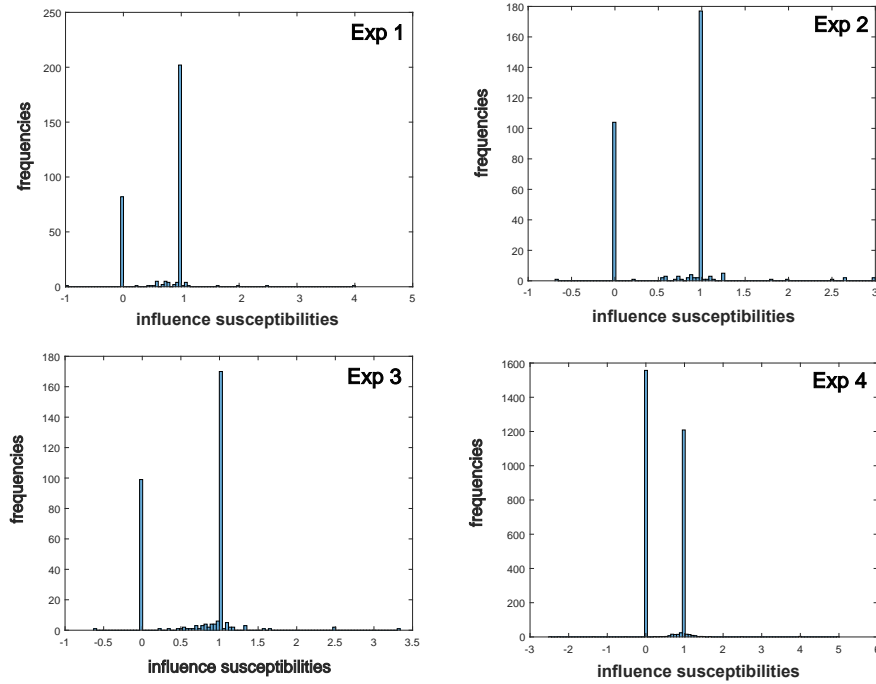 Exp 1
250
200
150
100
50
0
-1 0 1 2 3 4 5
frequencies
influence susceptibilities
Exp 2
180
160
140
120
100
80
60
40
20
0
-1 -0.5 0 0.5 1 1.5 2 2.5 3
frequencies
influence susceptibilities
Exp 3
180
160
140
120
100
80
60
40
20
0
-1 -0.5 0 0.5 1 1.5 2 2.5 3 3.5
frequencies
influence susceptibilities
Exp 4
1600
1400
1200
1000
800
600
400
200
0
-3 -2 -1 0 1 2 3 4 5 6
frequencies
influence susceptibilities